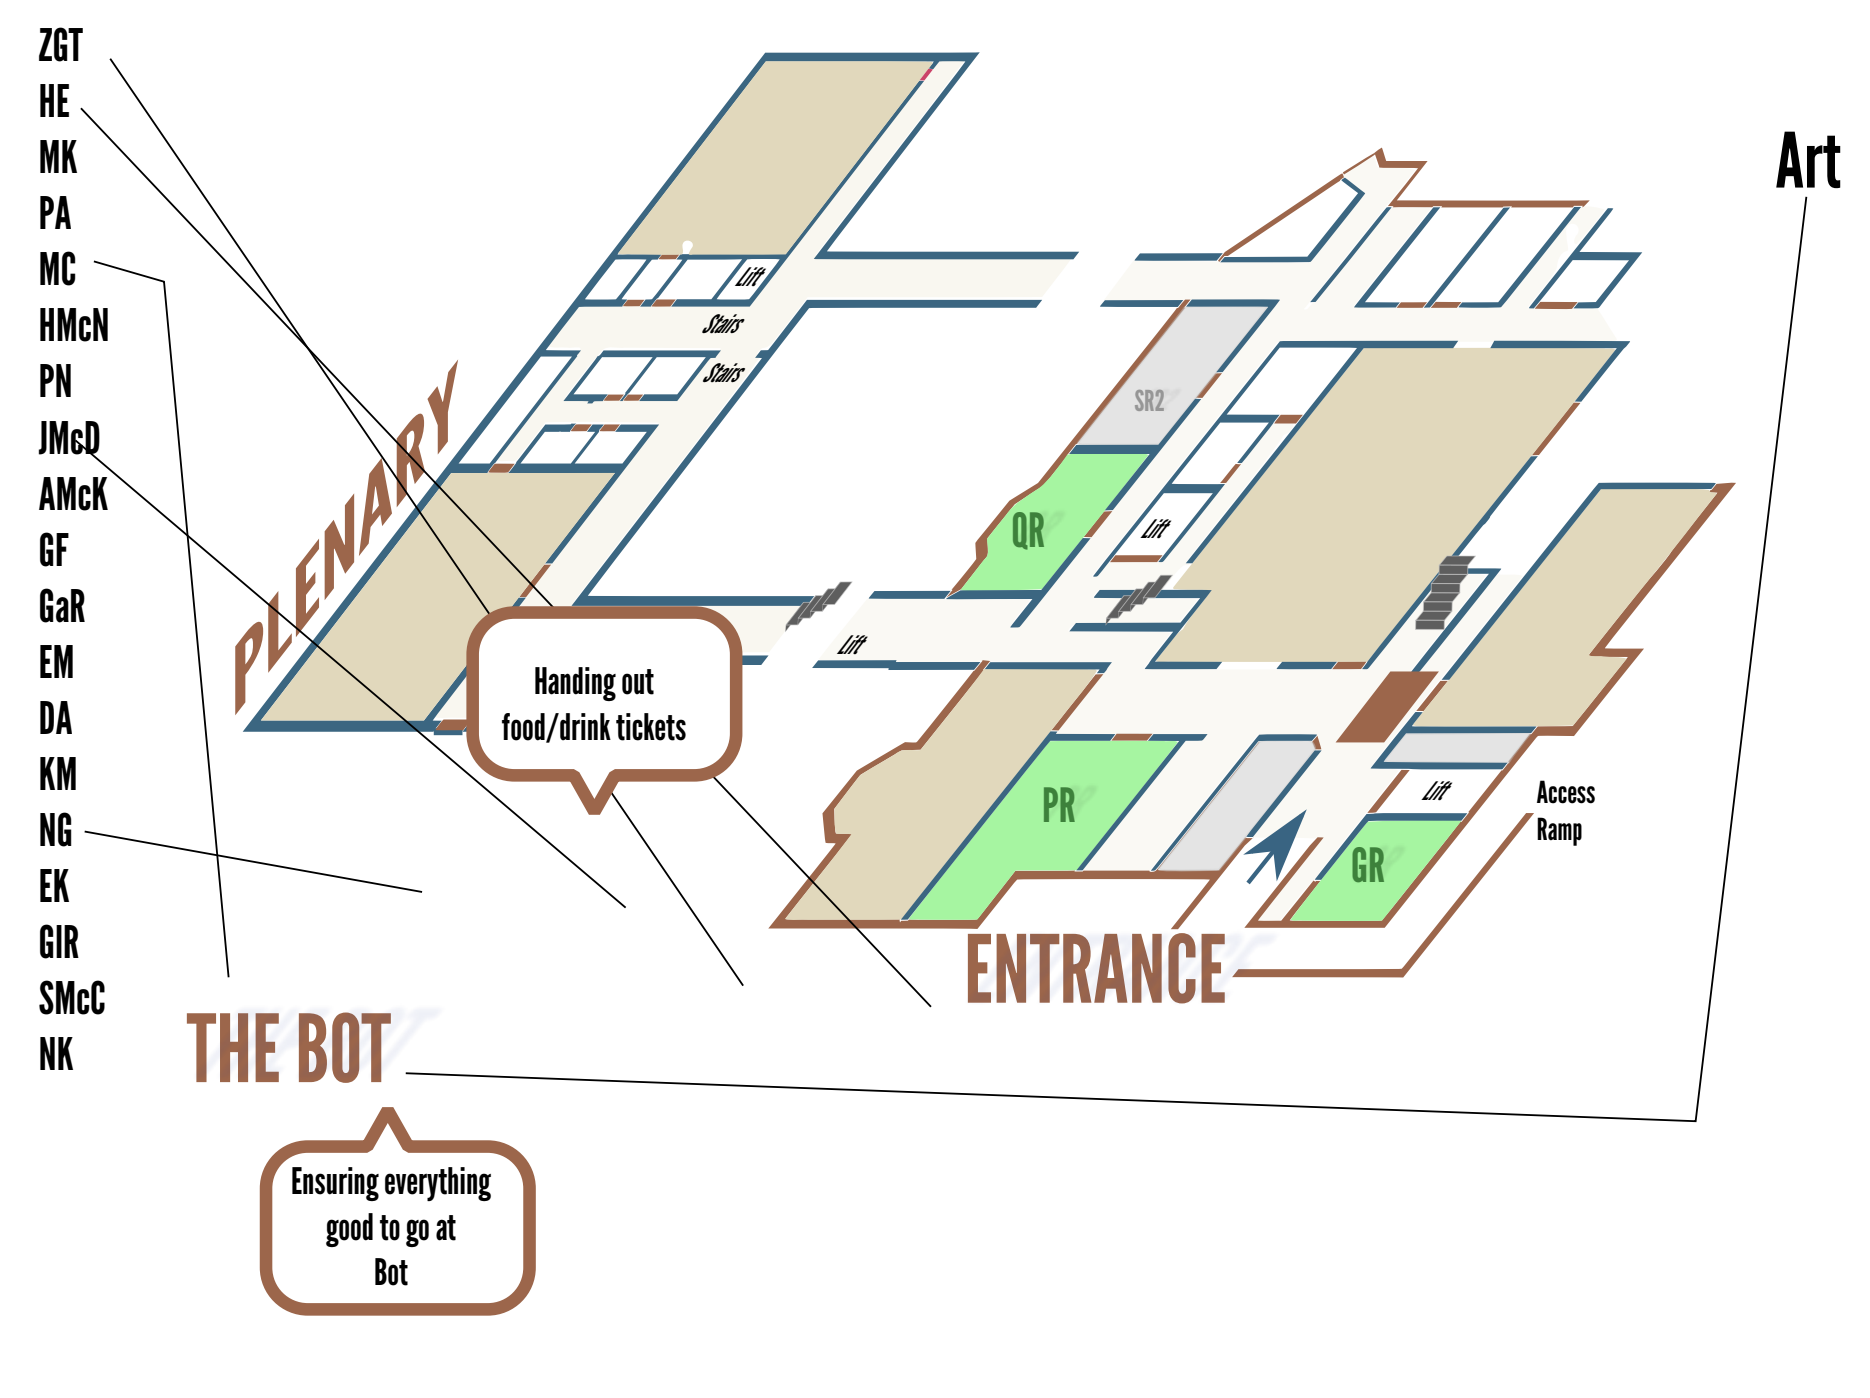 ZGT
HE
MK
PA
MC
HMcN
PN
JMcD
AMcK
GF
GaR
EM
DA
KM
NG
EK
GIR
SMcC
NK
Art
Lift
Stairs
Stairs
PLENARY
SR2
QR
Lift
Lift
Handing out
food/drink tickets
PR
Lift
Access
Ramp
GR
ENTRANCE
THE BOT
Ensuring everything
good to go at
Bot